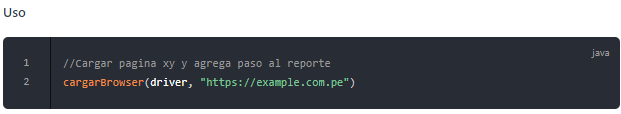 Uso
java
1 //Cargar pagina xy y agrega paso al reporte
2 cargarBrowser(driver, "https://example.com.pe")